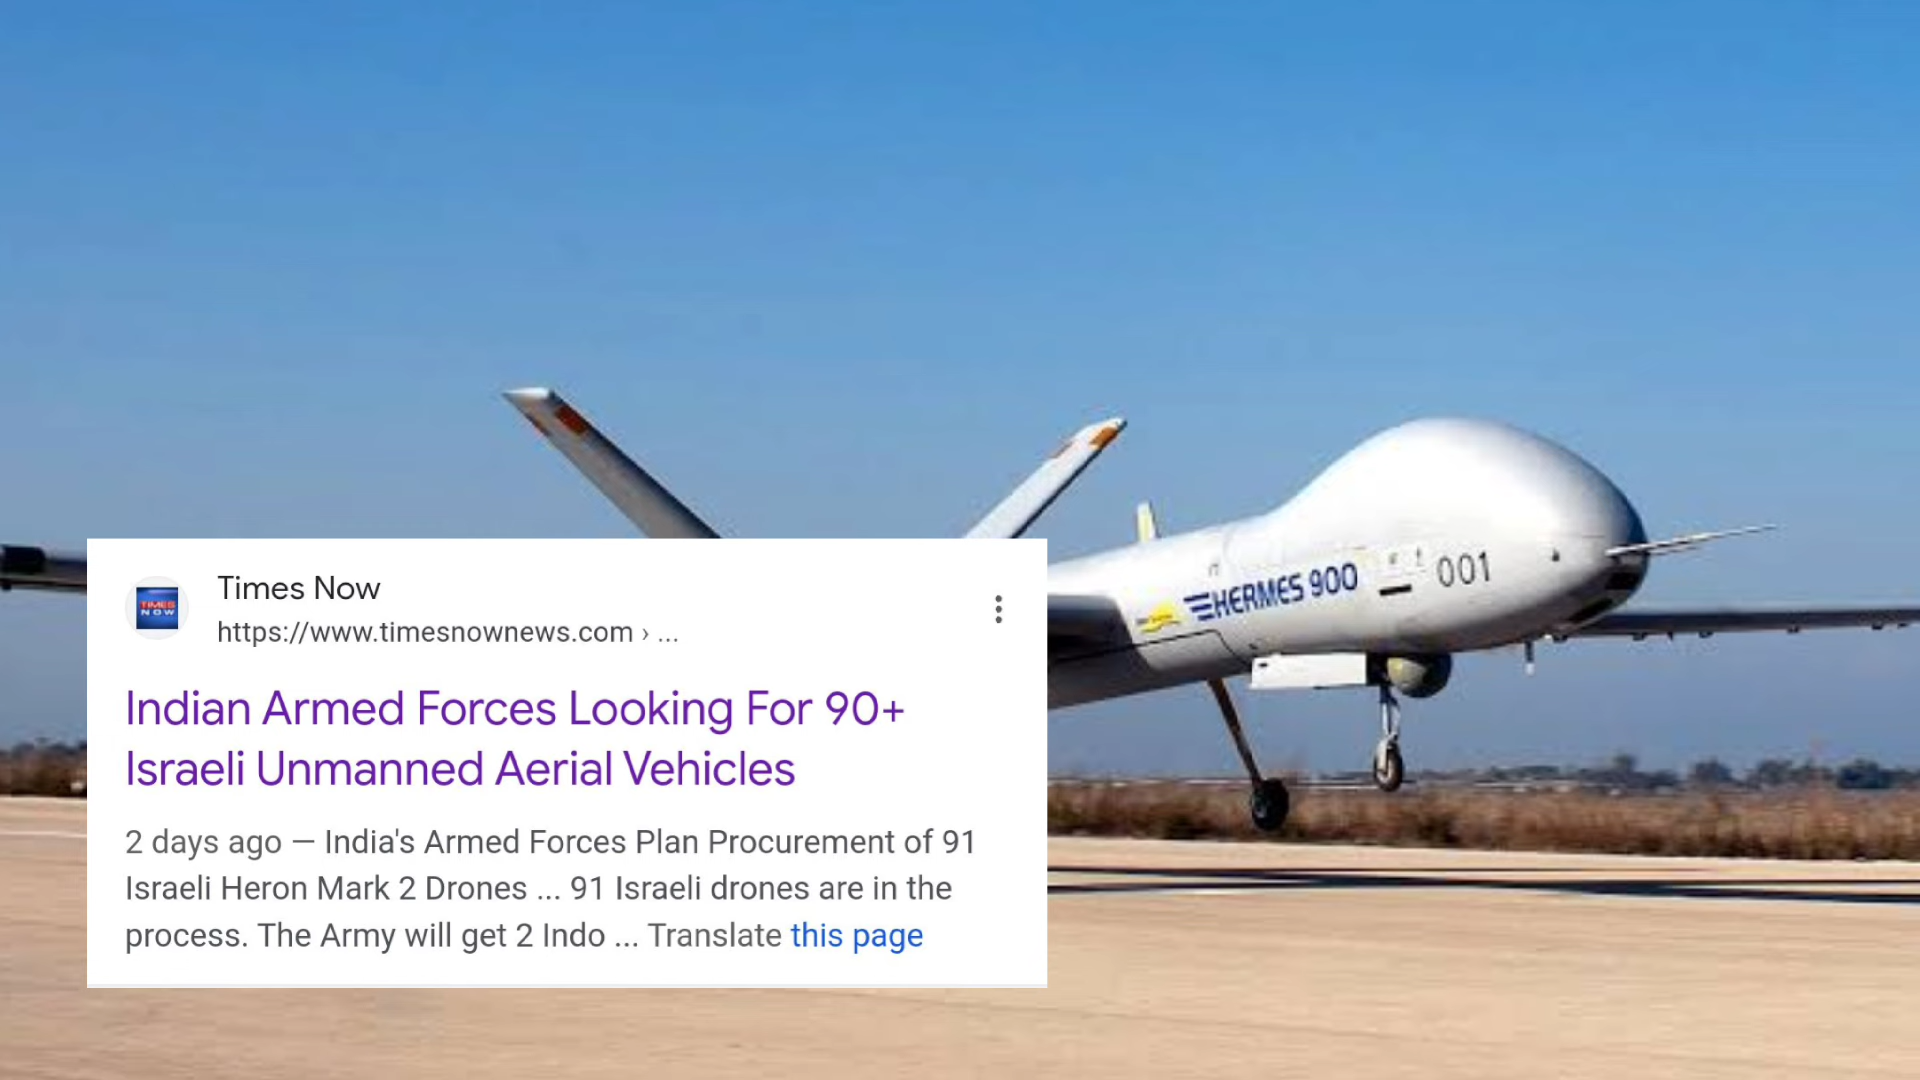 Times Now
TIMES
NOW
https://www.timesnownews.com › ...
Indian Armed Forces Looking For 90+
Israeli Unmanned Aerial Vehicles
2 days ago — India's Armed Forces Plan Procurement of 91
Israeli Heron Mark 2 Drones ... 91 Israeli drones are in the
process. The Army will get 2 Indo ... Translate this page
HERMES 900
001